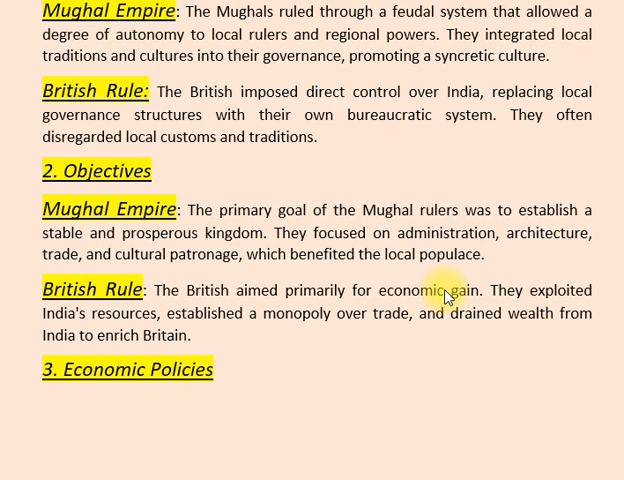 Mughal Empire: The Mughals ruled through a feudal system that allowed a
degree of autonomy to local rulers and regional powers. They integrated local
traditions and cultures into their governance, promoting a syncretic culture.
British Rule: The British imposed direct control over India, replacing local
governance structures with their own bureaucratic system. They often
disregarded local customs and traditions.
2. Objectives
Mughal Empire: The primary goal of the Mughal rulers was to establish a
stable and prosperous kingdom. They focused on administration, architecture,
trade, and cultural patronage, which benefited the local populace.
British Rule: The British aimed primarily for economic gain. They exploited
India's resources, established a monopoly over trade, and drained wealth from
India to enrich Britain.
3. Economic Policies